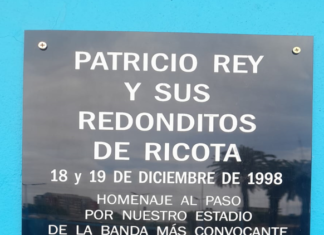 PATRICIO REY
Y SUS
REDONDITOS
DE RICOTA
18 y 19 DE DICIEMBRE DE 1998
HOMENAJE AL PASO
POR NUESTRO ESTADIO
DE LA BANDA MÁS CONVOCANTE